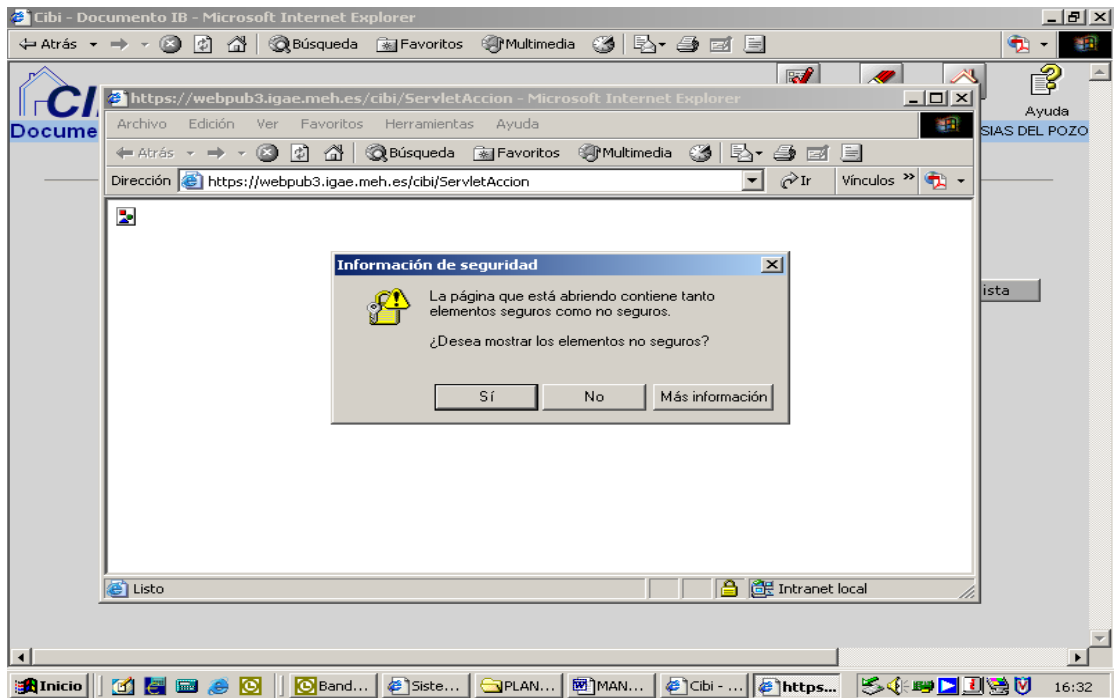 Cibi - Documento IB - Microsoft Internet Explorer
Atrás Búsqueda Favoritos Multimedia
CI
Ayuda
Docume
SIAS DEL POZO
https://webpub3.igae.meh.es/cibi/ServletAccion - Microsoft Internet Explorer
Archivo Edición Ver Favoritos Herramientas Ayuda
Atrás Búsqueda Favoritos Multimedia
Dirección https://webpub3.igae.meh.es/cibi/ServletAccion Ir Vínculos »
Información de seguridad
La página que está abriendo contiene tanto
elementos seguros como no seguros.
¿Desea mostrar los elementos no seguros?
Sí No Más información
ista
Listo Intranet local
Inicio Band... Siste... PLAN... MAN... Cibi - ... https... 16:32